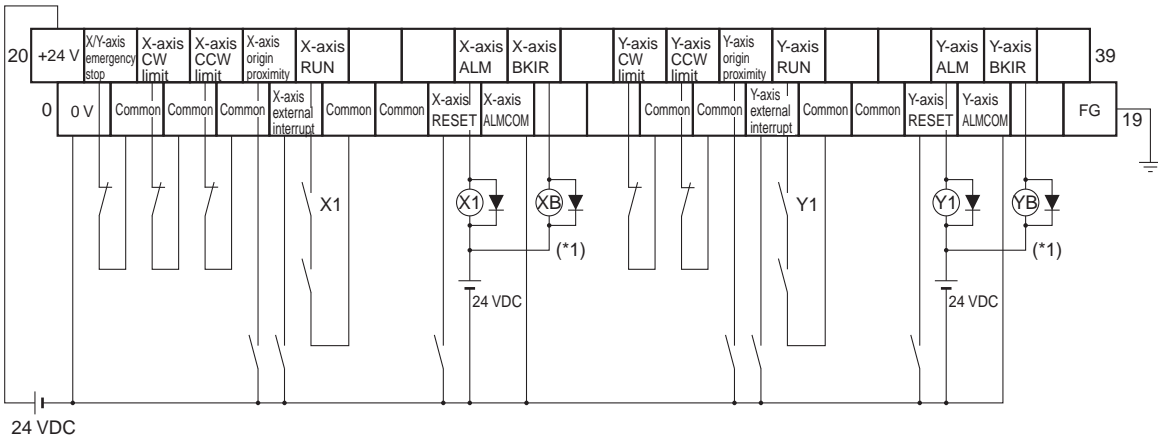 20
+24 V
X/Y-axis
emergency
stop
X-axis
CW
limit
X-axis
CCW
limit
X-axis
origin
proximity
X-axis
RUN
X-axis
ALM
X-axis
BKIR
Y-axis
CW
limit
Y-axis
CCW
limit
Y-axis
origin
proximity
Y-axis
RUN
Y-axis
ALM
Y-axis
BKIR
39
0
0 V
Common
Common
Common
X-axis
external
interrupt
Common
Common
X-axis
RESET
X-axis
ALMCOM
Common
Common
Y-axis
external
interrupt
Common
Common
Y-axis
RESET
Y-axis
ALMCOM
FG
19
X1
X1
XB
(*1)
Y1
Y1
YB
(*1)
24 VDC
24 VDC
24 VDC